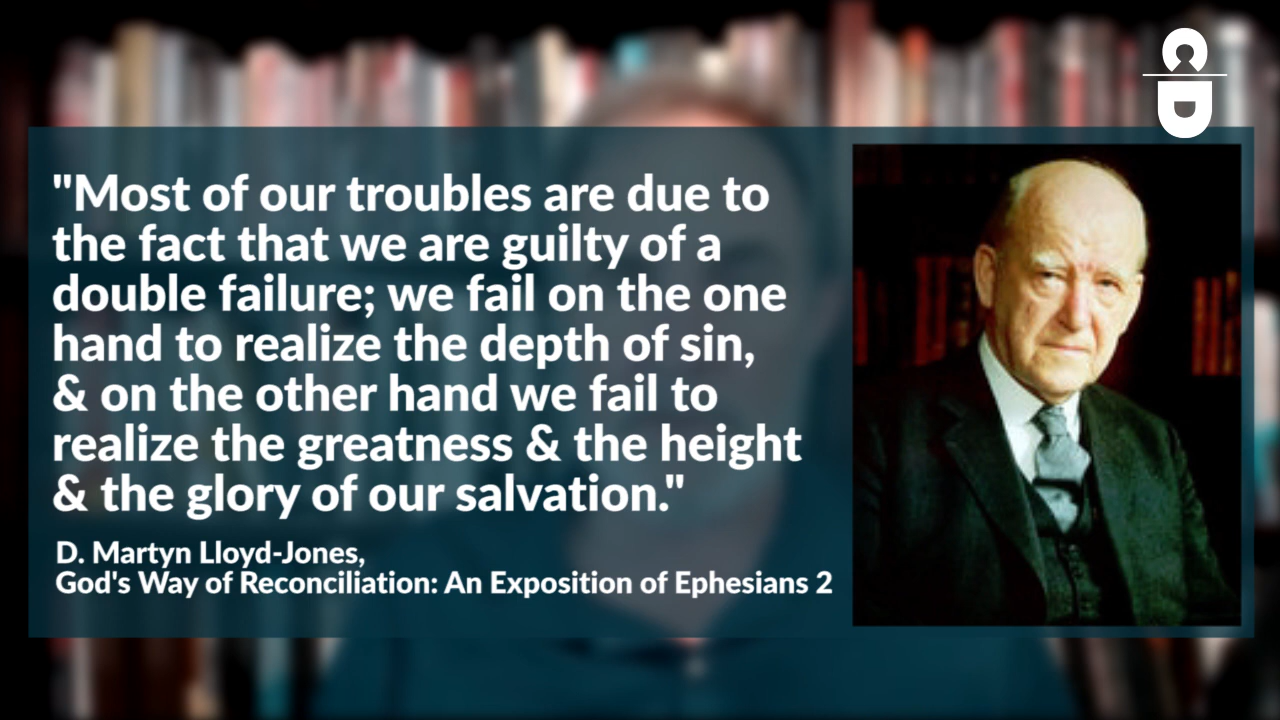 "Most of our troubles are due to
the fact that we are guilty of a
double failure; we fail on the one
hand to realize the depth of sin,
& on the other hand we fail to
realize the greatness & the height
& the glory of our salvation."
D. Martyn Lloyd-Jones,
God's Way of Reconciliation: An Exposition of Ephesians 2
C
D